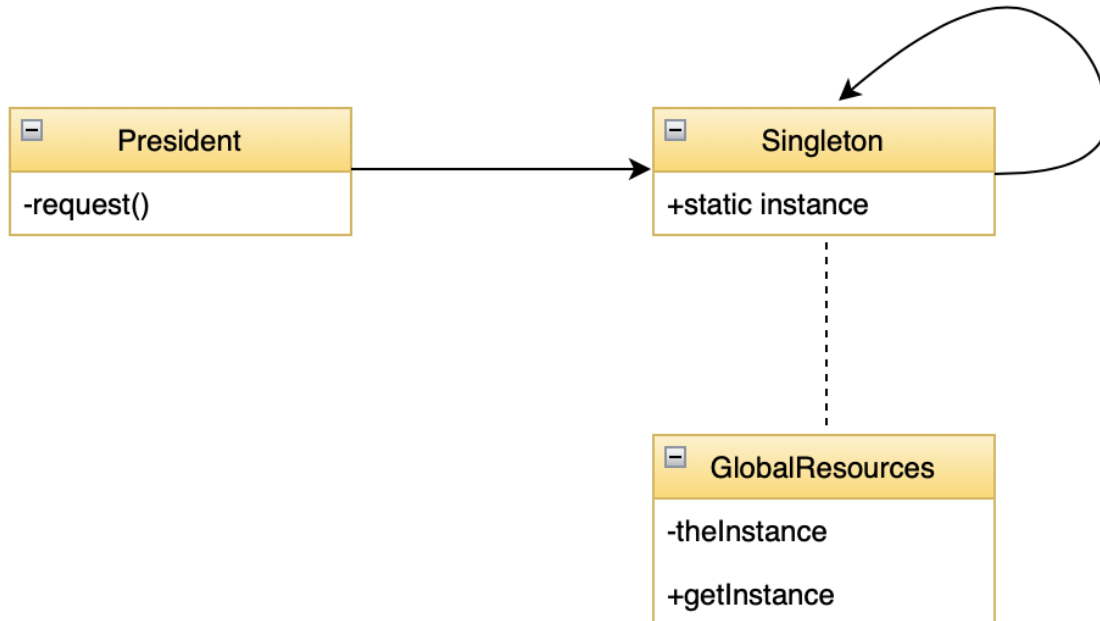 President
-request()
Singleton
+static instance
GlobalResources
-theInstance
+getInstance